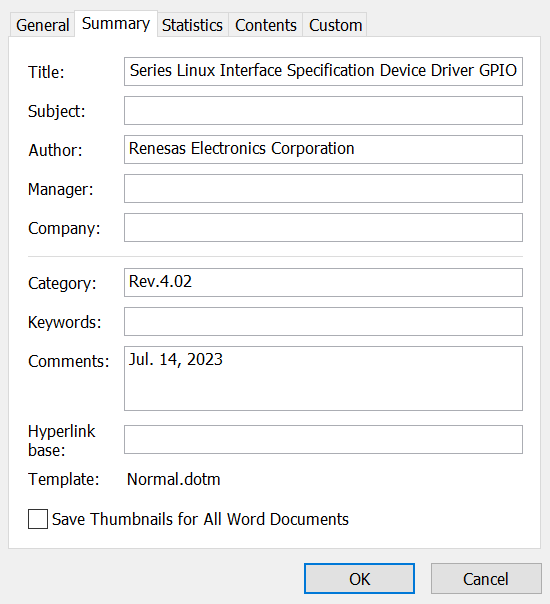 General Summary Statistics Contents Custom
Title: Series Linux Interface Specification Device Driver GPIO
Subject:
Author: Renesas Electronics Corporation
Manager:
Company:
Category: Rev.4.02
Keywords:
Comments: Jul. 14, 2023
Hyperlink
base:
Template: Normal.dotm
Save Thumbnails for All Word Documents
OK Cancel